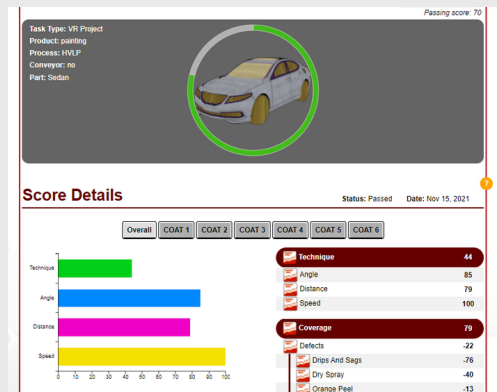 Passing score: 70
Task Type: VR Project
Product: painting
Process: HVLP
Conveyor: no
Part: Sedan
?
Score Details
Status: Passed Date: Nov 15, 2021
Overall COAT 1 COAT 2 COAT 3 COAT 4 COAT 5 COAT 6
Technique
Angle
Distance
Speed
0 10 20 30 40 50 60 70 80 90 100
Technique 44
Angle 85
Distance 79
Speed 100
Coverage 79
Defects -22
Drips And Sags -76
Dry Spray -40
Orange Peel -13